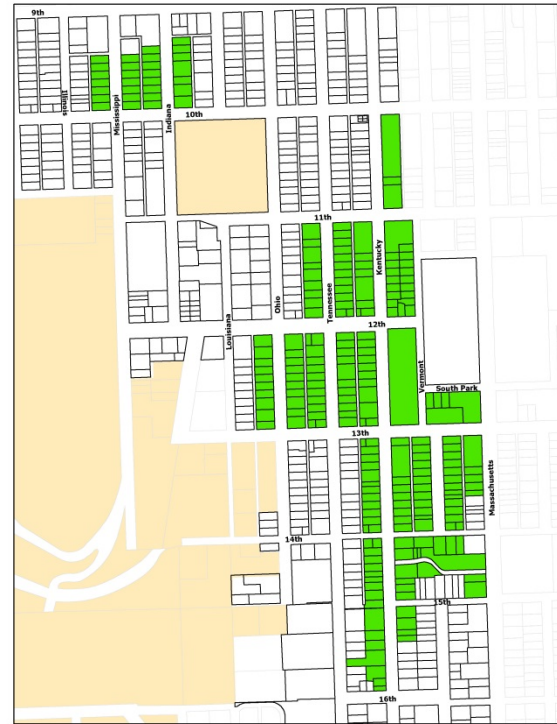 9th
Illinois
Mississippi
Indiana
10th
11th
Louisiana
Ohio
Tennessee
Kentucky
12th
Vermont
South Park
13th
Massachusetts
14th
15th
16th